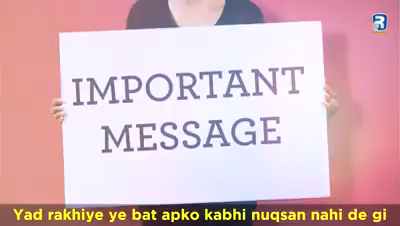 IMPORTANT
MESSAGE
Yad rakhiye ye bat apko kabhi nuqsan nahi de gi